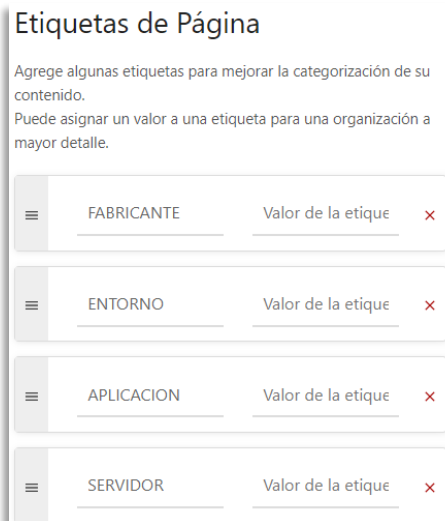 Etiquetas de Página
Agrege algunas etiquetas para mejorar la categorización de su
contenido.
Puede asignar un valor a una etiqueta para una organización a
mayor detalle.
FABRICANTE Valor de la etique
ENTORNO Valor de la etique
APLICACION Valor de la etique
SERVIDOR Valor de la etique